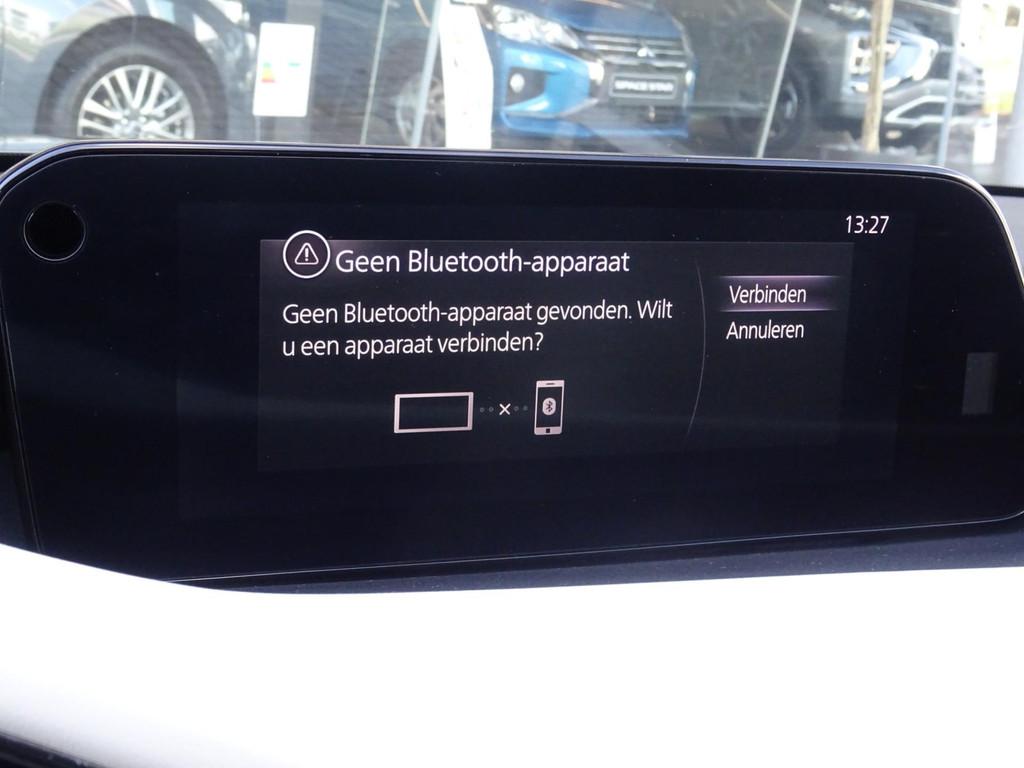 SPACE STAR
13:27
Geen Bluetooth-apparaat
Geen Bluetooth-apparaat gevonden. Wilt
u een apparaat verbinden?
Verbinden
Annuleren